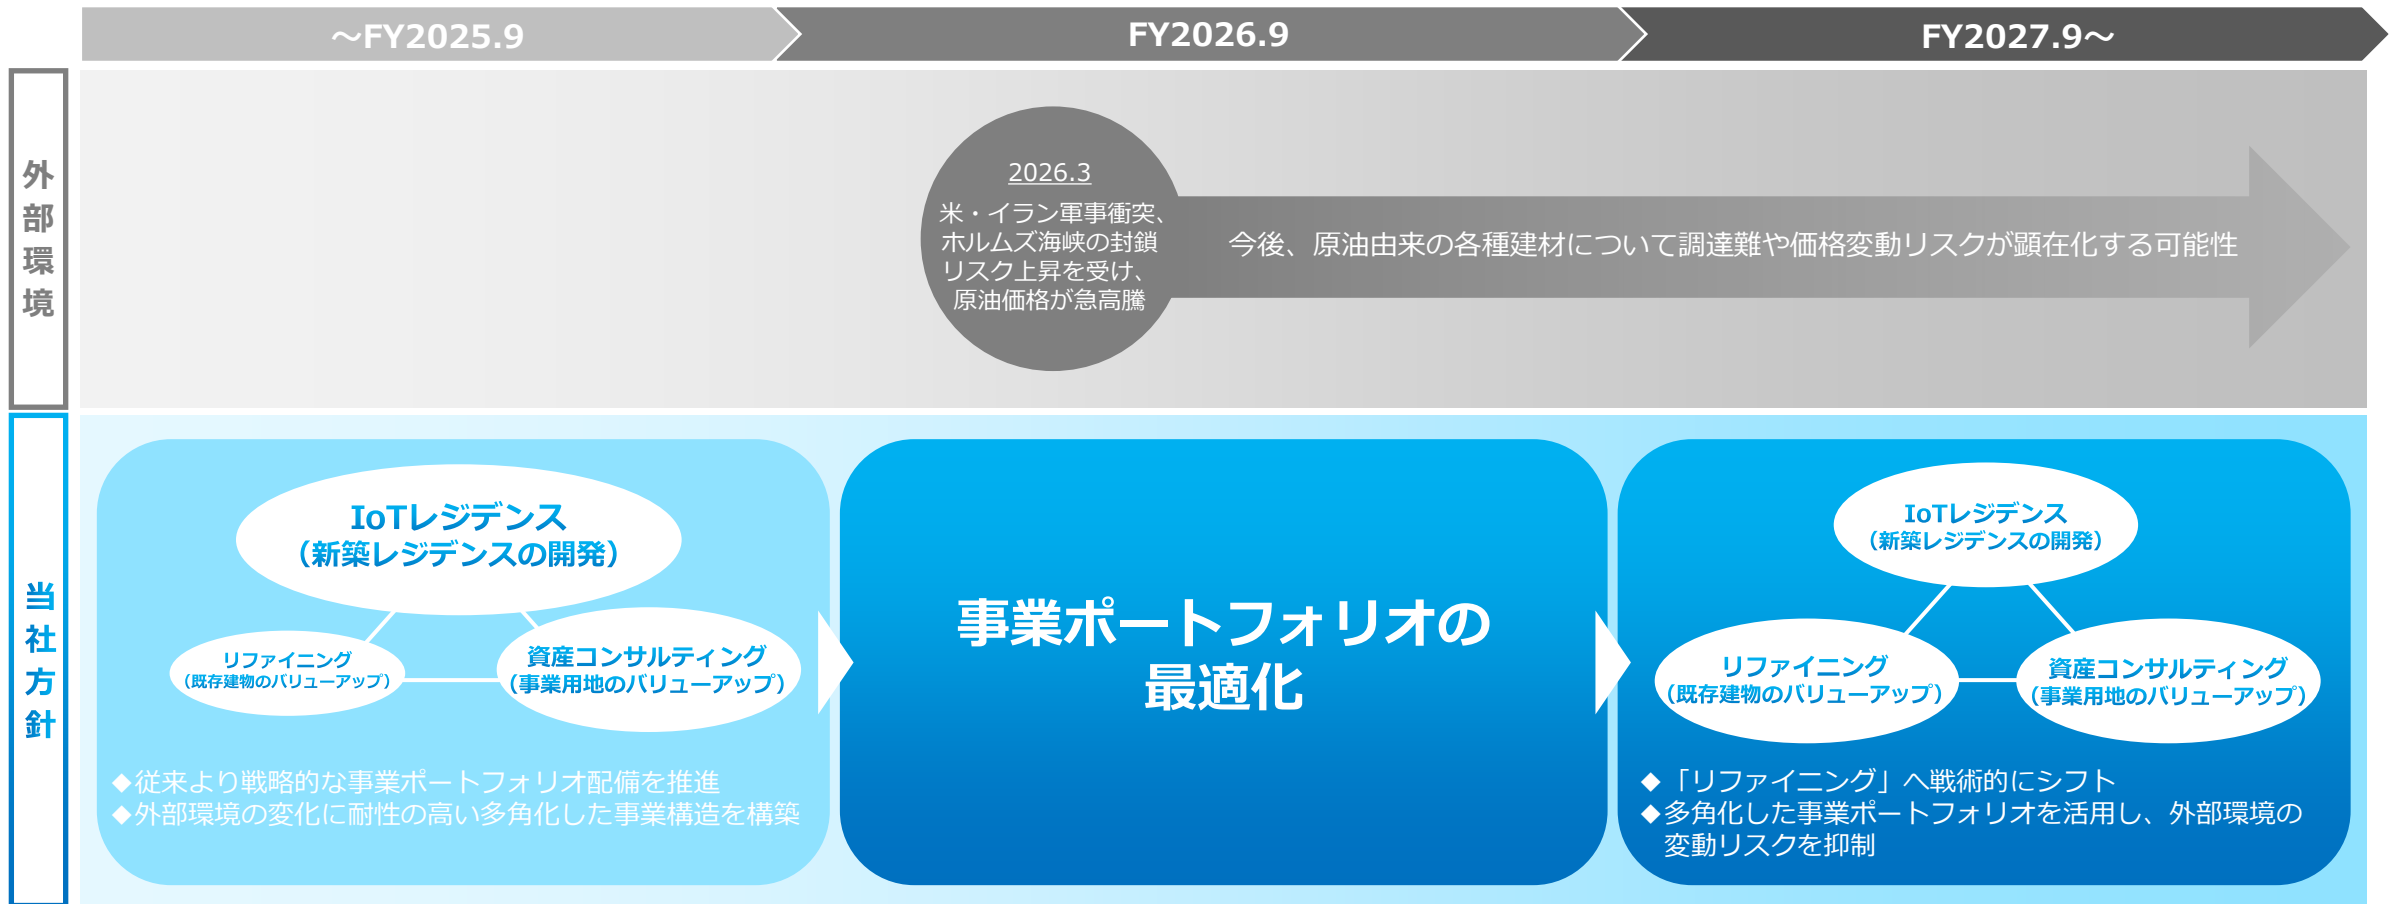 ～FY2025.9
FY2026.9
FY2027.9～
外部環境
2026.3
米・イラン軍事衝突、
ホルムズ海峡の封鎖
リスク上昇を受け、
原油価格が急高騰
今後、原油由来の各種建材について調達難や価格変動リスクが顕在化する可能性
当社方針
IoTレジデンス
（新築レジデンスの開発）
リファイニング
（既存建物のバリューアップ）
資産コンサルティング
（事業用地のバリューアップ）
◆従来より戦略的な事業ポートフォリオ配備を推進
◆外部環境の変化に耐性の高い多角化した事業構造を構築
事業ポートフォリオの
最適化
IoTレジデンス
（新築レジデンスの開発）
リファイニング
（既存建物のバリューアップ）
資産コンサルティング
（事業用地のバリューアップ）
◆「リファイニング」へ戦術的にシフト
◆多角化した事業ポートフォリオを活用し、外部環境の
変動リスクを抑制